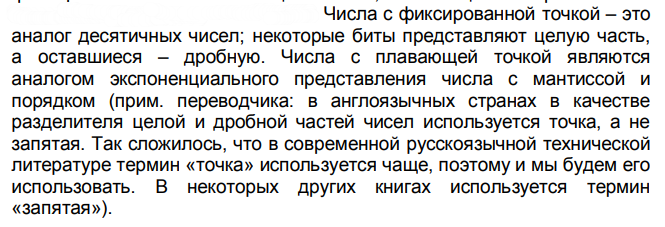 Числа с фиксированной точкой – это
аналог десятичных чисел; некоторые биты представляют целую часть,
а оставшиеся – дробную. Числа с плавающей точкой являются
аналогом экспоненциального представления числа с мантиссой и
порядком (прим. переводчика: в англоязычных странах в качестве
разделителя целой и дробной частей чисел используется точка, а не
запятая. Так сложилось, что в современной русскоязычной технической
литературе термин «точка» используется чаще, поэтому и мы будем его
использовать. В некоторых других книгах используется термин
«запятая»).